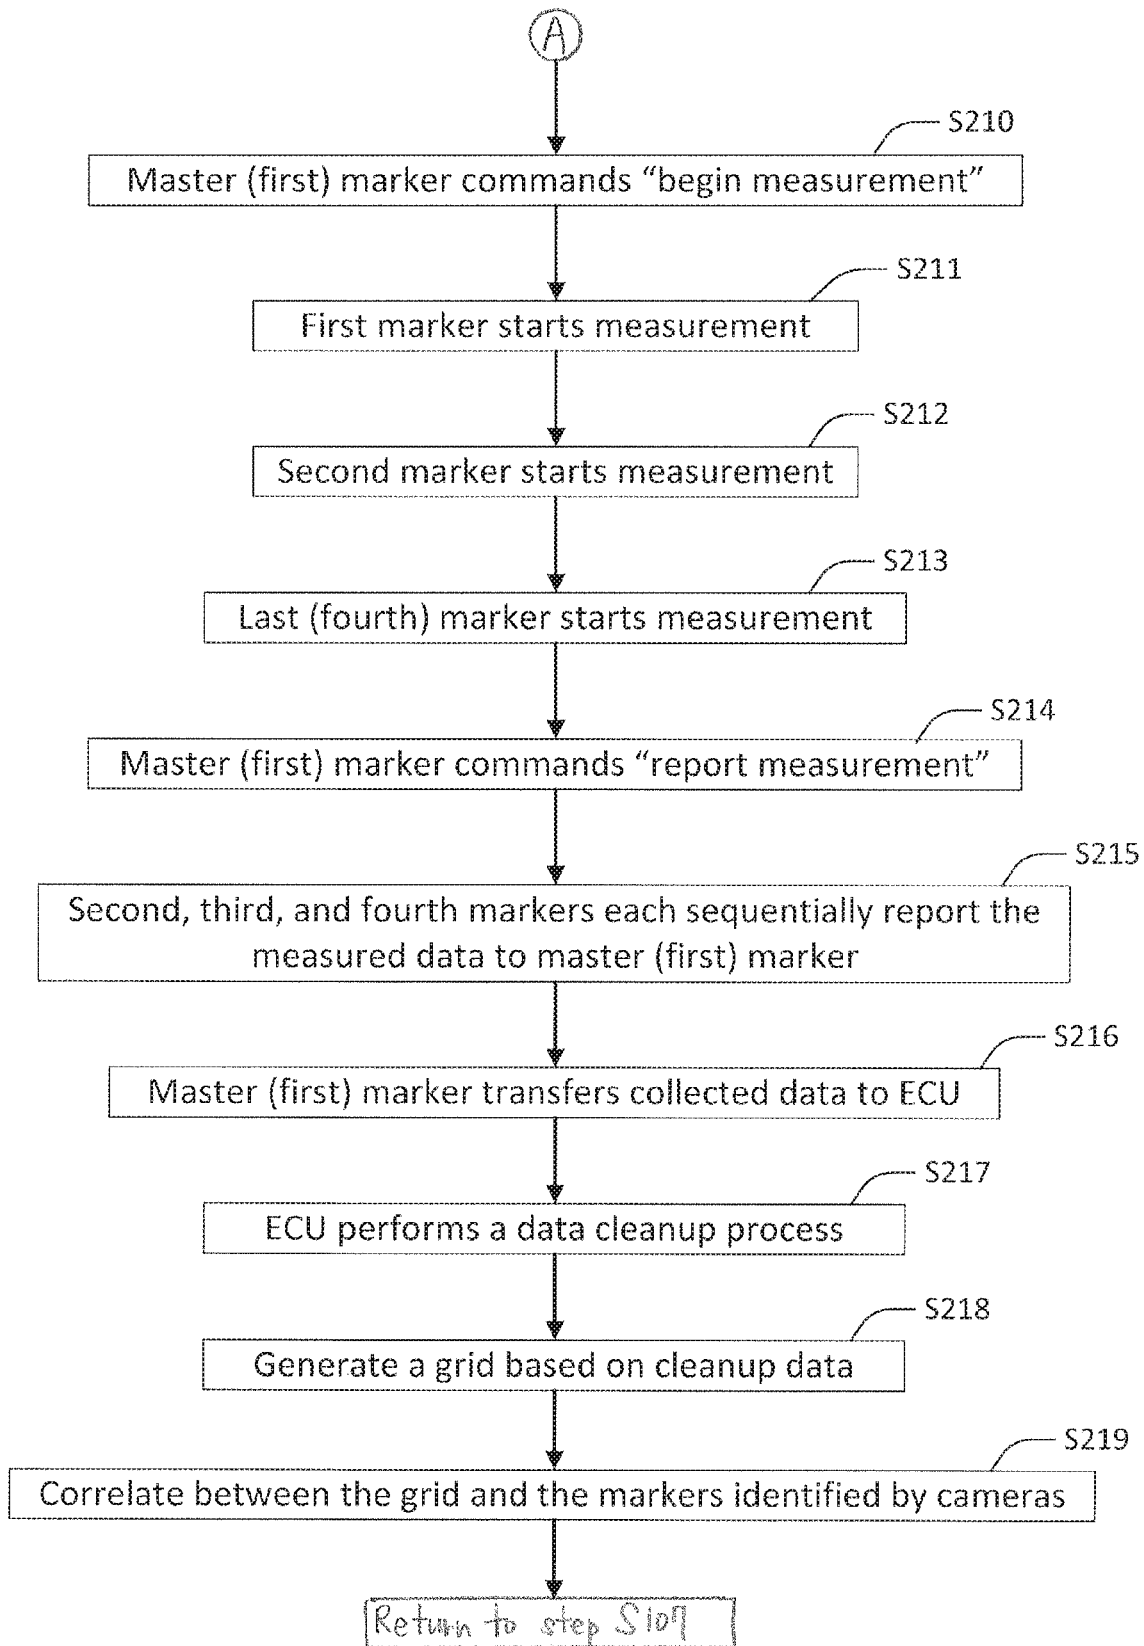 A
S210
Master (first) marker commands “begin measurement”
S211
First marker starts measurement
S212
Second marker starts measurement
S213
Last (fourth) marker starts measurement
S214
Master (first) marker commands “report measurement”
S215
Second, third, and fourth markers each sequentially report the
measured data to master (first) marker
S216
Master (first) marker transfers collected data to ECU
S217
ECU performs a data cleanup process
S218
Generate a grid based on cleanup data
S219
Correlate between the grid and the markers identified by cameras
Return to step S109